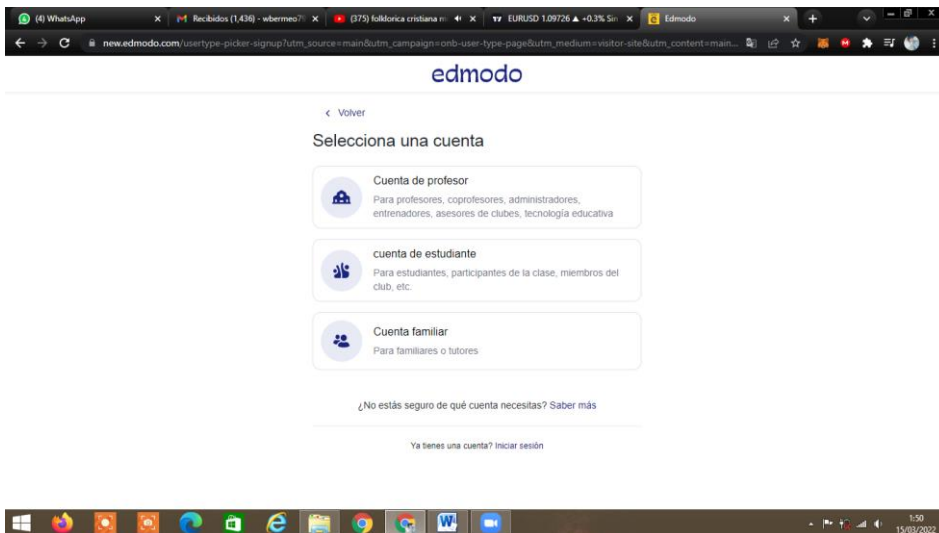 (4) WhatsApp
Recibidos (1,436) - wbermeo7
(375) folklorica cristiana m
EURUSD 1.09726 ▲ +0.3% Sin
Edmodo
new.edmodo.com/usertype-picker-signup?utm_source=main&utm_campaign=onb-user-type-page&utm_medium=visitor-site&utm_content=main...
edmodo
< Volver
Selecciona una cuenta
Cuenta de profesor
Para profesores, coprofesores, administradores,
entrenadores, asesores de clubes, tecnología educativa
cuenta de estudiante
Para estudiantes, participantes de la clase, miembros del
club, etc.
Cuenta familiar
Para familiares o tutores
¿No estás seguro de qué cuenta necesitas? Saber más
Ya tienes una cuenta? Iniciar sesión
1:50
15/03/2022